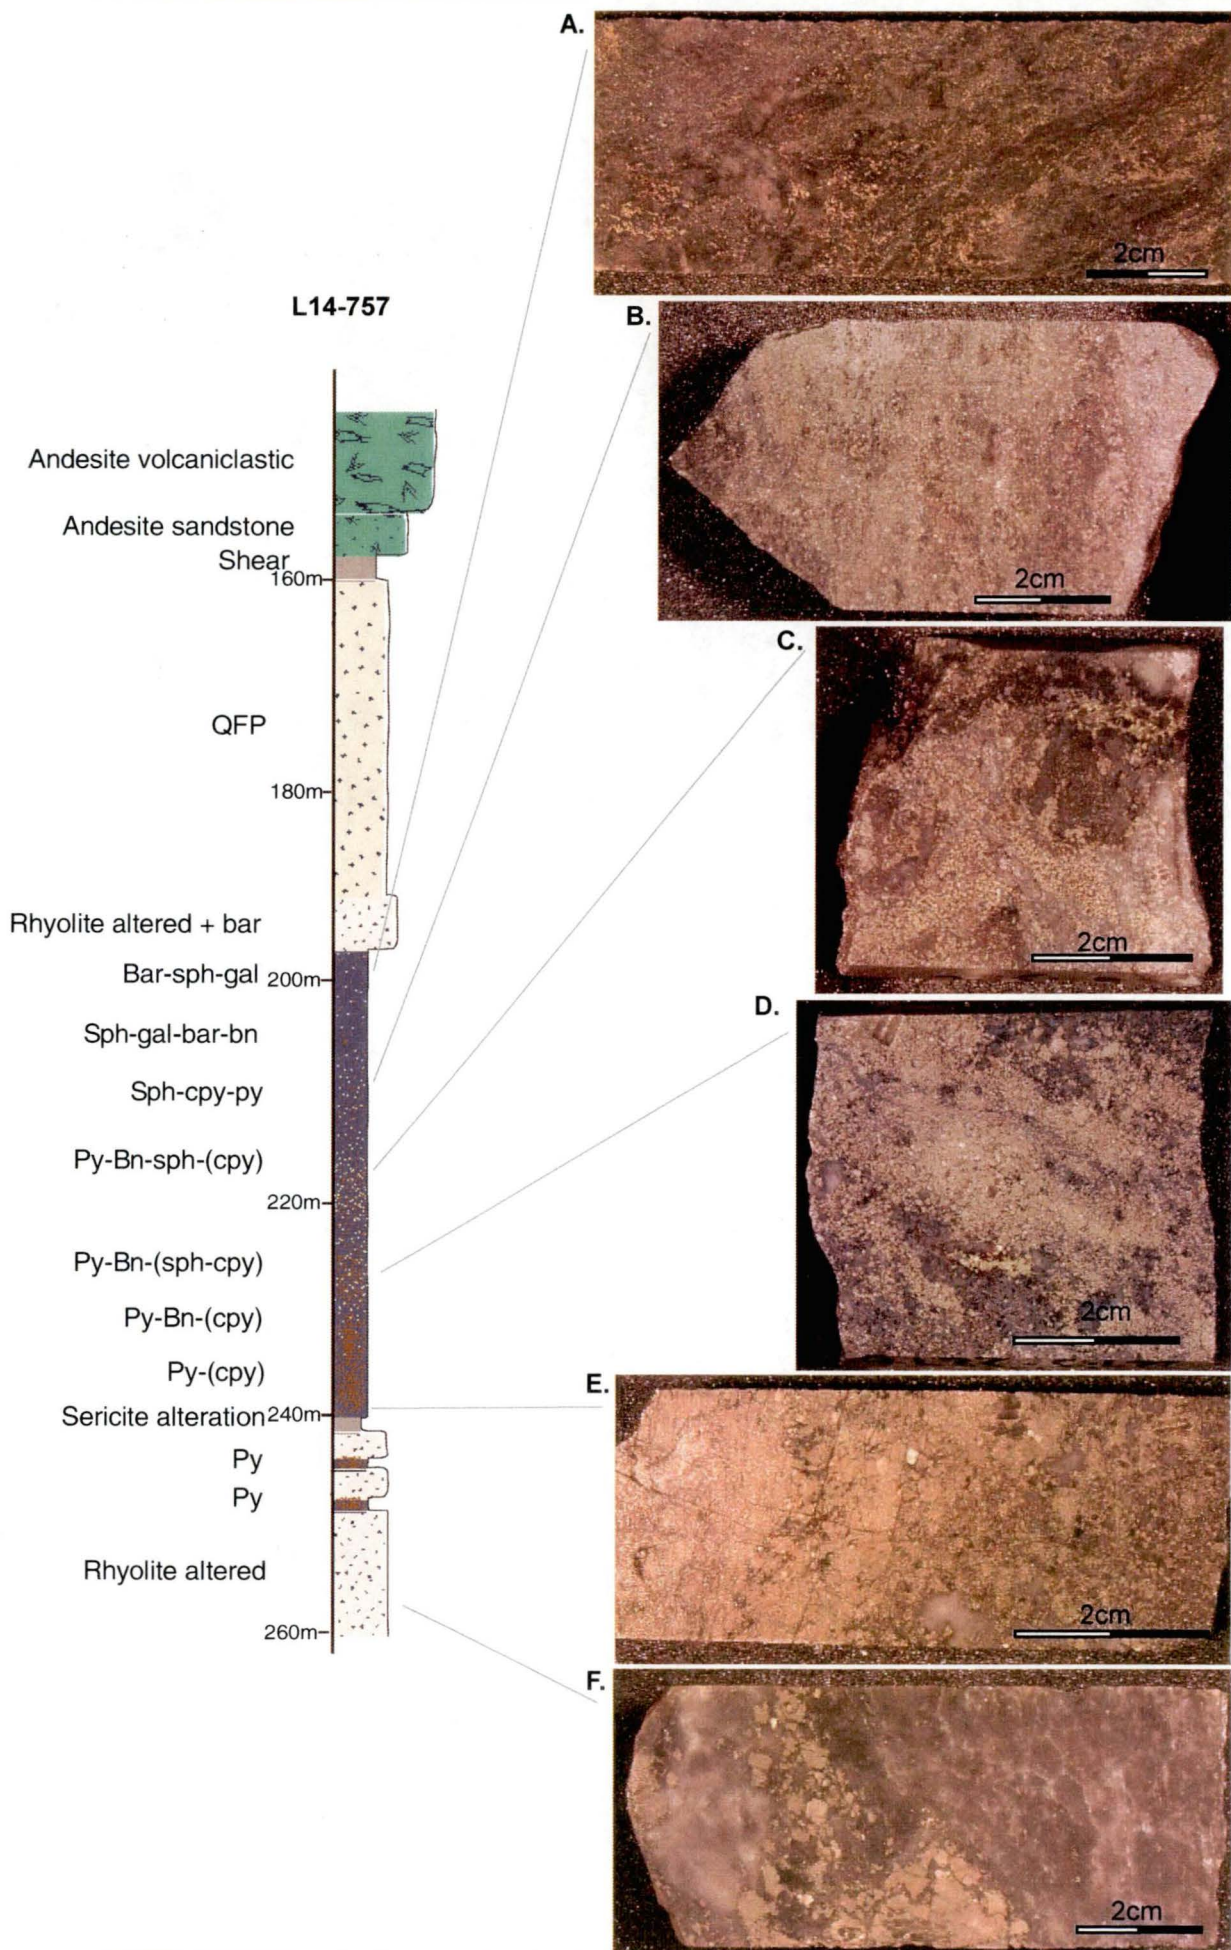 A.
2cm
L14-757
B.
2cm
Andesite volcaniclastic
Andesite sandstone
Shear
160m
C.
2cm
QFP
180m
Rhyolite altered + bar
Bar-sph-gal
200m
Sph-gal-bar-bn
Sph-cpy-py
Py-Bn-sph-(cpy)
220m
D.
2cm
Py-Bn-(sph-cpy)
Py-Bn-(cpy)
Py-(cpy)
Sericite alteration
240m
E.
2cm
Py
Py
Rhyolite altered
260m
F.
2cm